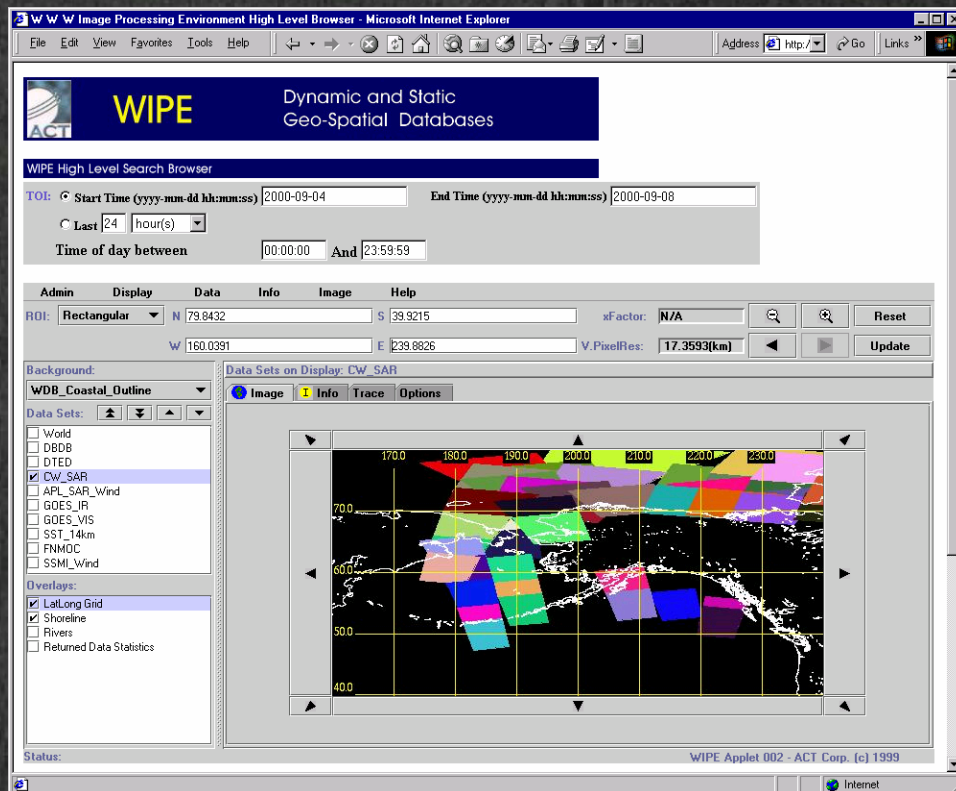 W W W Image Processing Environment High Level Browser - Microsoft Internet Explorer
File Edit View Favorites Tools Help Address http:/ Go Links »
ACT
WIPE
Dynamic and Static
Geo-Spatial Databases
WIPE High Level Search Browser
TOI: Start Time (yyyy-mm-dd hh:mm:ss) 2000-09-04 End Time (yyyy-mm-dd hh:mm:ss) 2000-09-08
Last 24 hour(s)
Time of day between 00:00:00 And 23:59:59
Admin Display Data Info Image Help
ROI: Rectangular N 79.8432 S 39.9215 xFactor: N/A Reset
W 160.0391 E 239.8826 V.PixelRes: 17.3593(km) Update
Background:
WDB_Coastal_Outline
Data Sets:
World
DBDB
DTED
CW_SAR
APL_SAR_Wind
GOES_IR
GOES_VIS
SST_14km
FNMOC
SSMI_Wind
Overlays:
LatLong Grid
Shoreline
Rivers
Returned Data Statistics
Data Sets on Display: CW_SAR
Image I Info Trace Options
170.0 180.0 190.0 200.0 210.0 220.0 230.0
70.0
60.0
50.0
40.0
Status:
WIPE Applet 002 - ACT Corp. (c) 1999
Internet